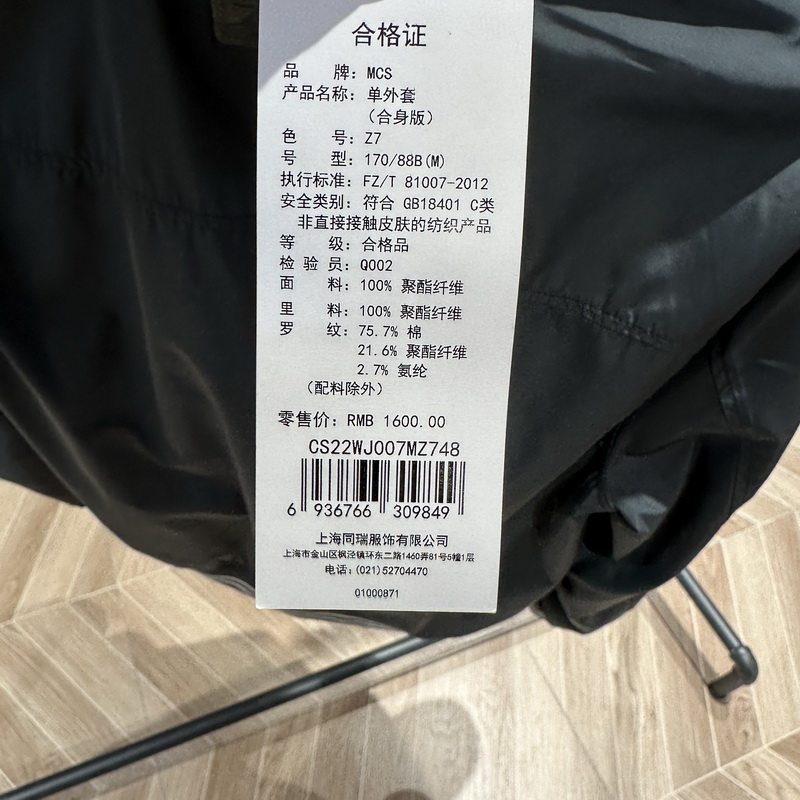 合格证
品 牌：MCS
产品名称：单外套
（合身版）
色 号：Z7
号 型：170/88B(M)
执行标准：FZ/T 81007-2012
安全类别：符合 GB18401 C类
非直接接触皮肤的纺织产品
等 级：合格品
检 验 员：Q002
面 料：100% 聚酯纤维
里 料：100% 聚酯纤维
罗 纹：75.7% 棉
21.6% 聚酯纤维
2.7% 氨纶
（配料除外）
零售价：RMB 1600.00
CS22WJ007MZ748
6 936766 309849
上海同瑞服饰有限公司
上海市金山区枫泾镇环东二路1460弄81号5幢1层
电话：(021)52704470
01000871